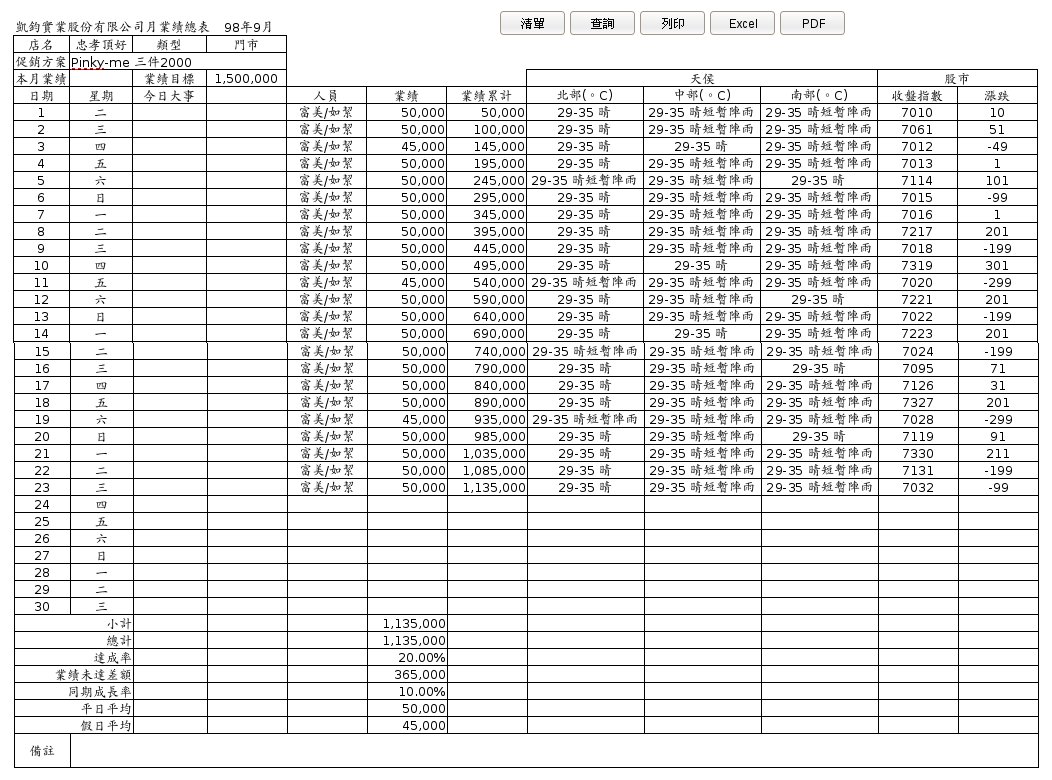 凱鈞實業股份有限公司月業績總表 98年9月
清單 查詢 列印 Excel PDF
店名 忠孝頂好 類型 門市
促銷方案 Pinky-me 三件2000
本月業績 業績目標 1,500,000 天侯 股市
日期 星期 今日大事 人員 業績 業績累計 北部(。C) 中部(。C) 南部(。C) 收盤指數 漲跌
1 二 富美/如絜 50,000 50,000 29-35 晴 29-35 晴短暫陣雨 29-35 晴短暫陣雨 7010 10
2 三 富美/如絜 50,000 100,000 29-35 晴 29-35 晴短暫陣雨 29-35 晴短暫陣雨 7061 51
3 四 富美/如絜 45,000 145,000 29-35 晴 29-35 晴 29-35 晴短暫陣雨 7012 -49
4 五 富美/如絜 50,000 195,000 29-35 晴 29-35 晴短暫陣雨 29-35 晴短暫陣雨 7013 1
5 六 富美/如絜 50,000 245,000 29-35 晴短暫陣雨 29-35 晴短暫陣雨 29-35 晴 7114 101
6 日 富美/如絜 50,000 295,000 29-35 晴 29-35 晴短暫陣雨 29-35 晴短暫陣雨 7015 -99
7 一 富美/如絜 50,000 345,000 29-35 晴 29-35 晴短暫陣雨 29-35 晴短暫陣雨 7016 1
8 二 富美/如絜 50,000 395,000 29-35 晴 29-35 晴短暫陣雨 29-35 晴短暫陣雨 7217 201
9 三 富美/如絜 50,000 445,000 29-35 晴 29-35 晴短暫陣雨 29-35 晴短暫陣雨 7018 -199
10 四 富美/如絜 50,000 495,000 29-35 晴 29-35 晴 29-35 晴短暫陣雨 7319 301
11 五 富美/如絜 45,000 540,000 29-35 晴短暫陣雨 29-35 晴短暫陣雨 29-35 晴短暫陣雨 7020 -299
12 六 富美/如絜 50,000 590,000 29-35 晴 29-35 晴短暫陣雨 29-35 晴 7221 201
13 日 富美/如絜 50,000 640,000 29-35 晴 29-35 晴短暫陣雨 29-35 晴短暫陣雨 7022 -199
14 一 富美/如絜 50,000 690,000 29-35 晴 29-35 晴 29-35 晴短暫陣雨 7223 201
15 二 富美/如絜 50,000 740,000 29-35 晴短暫陣雨 29-35 晴短暫陣雨 29-35 晴短暫陣雨 7024 -199
16 三 富美/如絜 50,000 790,000 29-35 晴 29-35 晴短暫陣雨 29-35 晴 7095 71
17 四 富美/如絜 50,000 840,000 29-35 晴 29-35 晴短暫陣雨 29-35 晴短暫陣雨 7126 31
18 五 富美/如絜 50,000 890,000 29-35 晴 29-35 晴短暫陣雨 29-35 晴短暫陣雨 7327 201
19 六 富美/如絜 45,000 935,000 29-35 晴短暫陣雨 29-35 晴短暫陣雨 29-35 晴短暫陣雨 7028 -299
20 日 富美/如絜 50,000 985,000 29-35 晴 29-35 晴短暫陣雨 29-35 晴 7119 91
21 一 富美/如絜 50,000 1,035,000 29-35 晴 29-35 晴短暫陣雨 29-35 晴短暫陣雨 7330 211
22 二 富美/如絜 50,000 1,085,000 29-35 晴 29-35 晴短暫陣雨 29-35 晴短暫陣雨 7131 -199
23 三 富美/如絜 50,000 1,135,000 29-35 晴 29-35 晴短暫陣雨 29-35 晴短暫陣雨 7032 -99
24 四
25 五
26 六
27 日
28 一
29 二
30 三
小計 1,135,000
總計 1,135,000
達成率 20.00%
業績未達差額 365,000
同期成長率 10.00%
平日平均 50,000
假日平均 45,000
備註